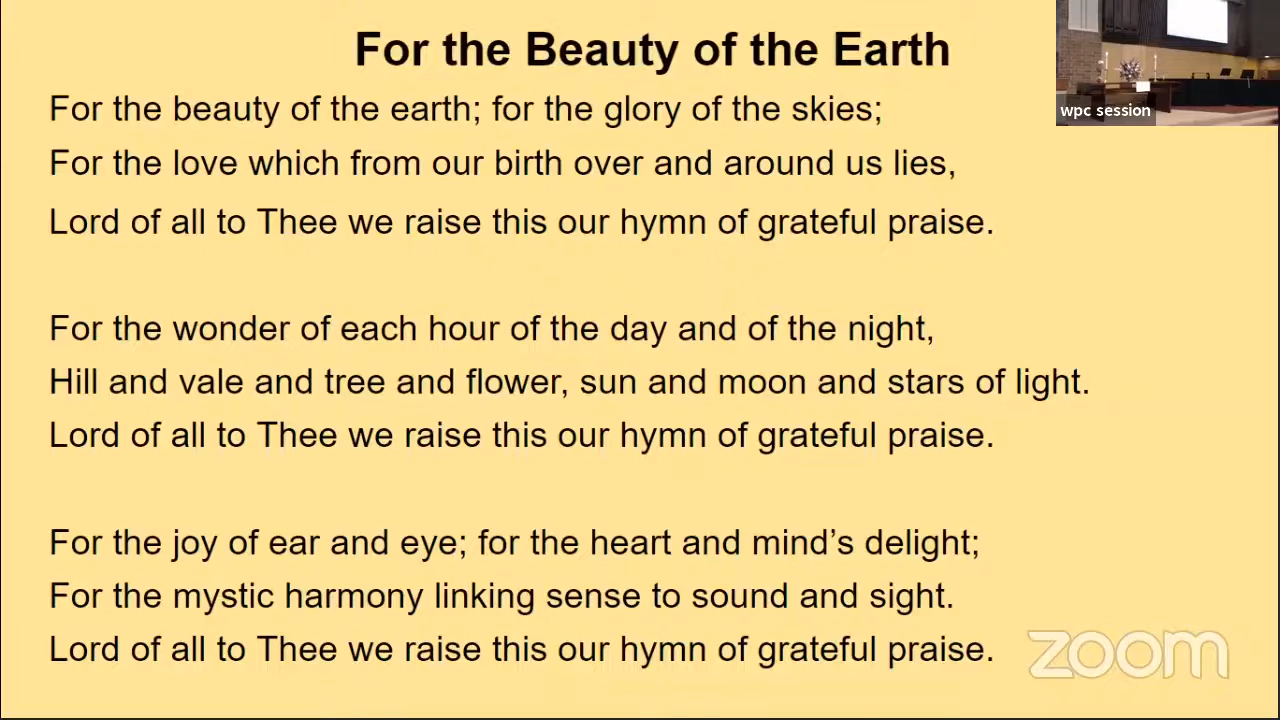 For the Beauty of the Earth
For the beauty of the earth; for the glory of the skies;
For the love which from our birth over and around us lies,
Lord of all to Thee we raise this our hymn of grateful praise.
For the wonder of each hour of the day and of the night,
Hill and vale and tree and flower, sun and moon and stars of light.
Lord of all to Thee we raise this our hymn of grateful praise.
For the joy of ear and eye; for the heart and mind’s delight;
For the mystic harmony linking sense to sound and sight.
Lord of all to Thee we raise this our hymn of grateful praise.
wpc session
zoom